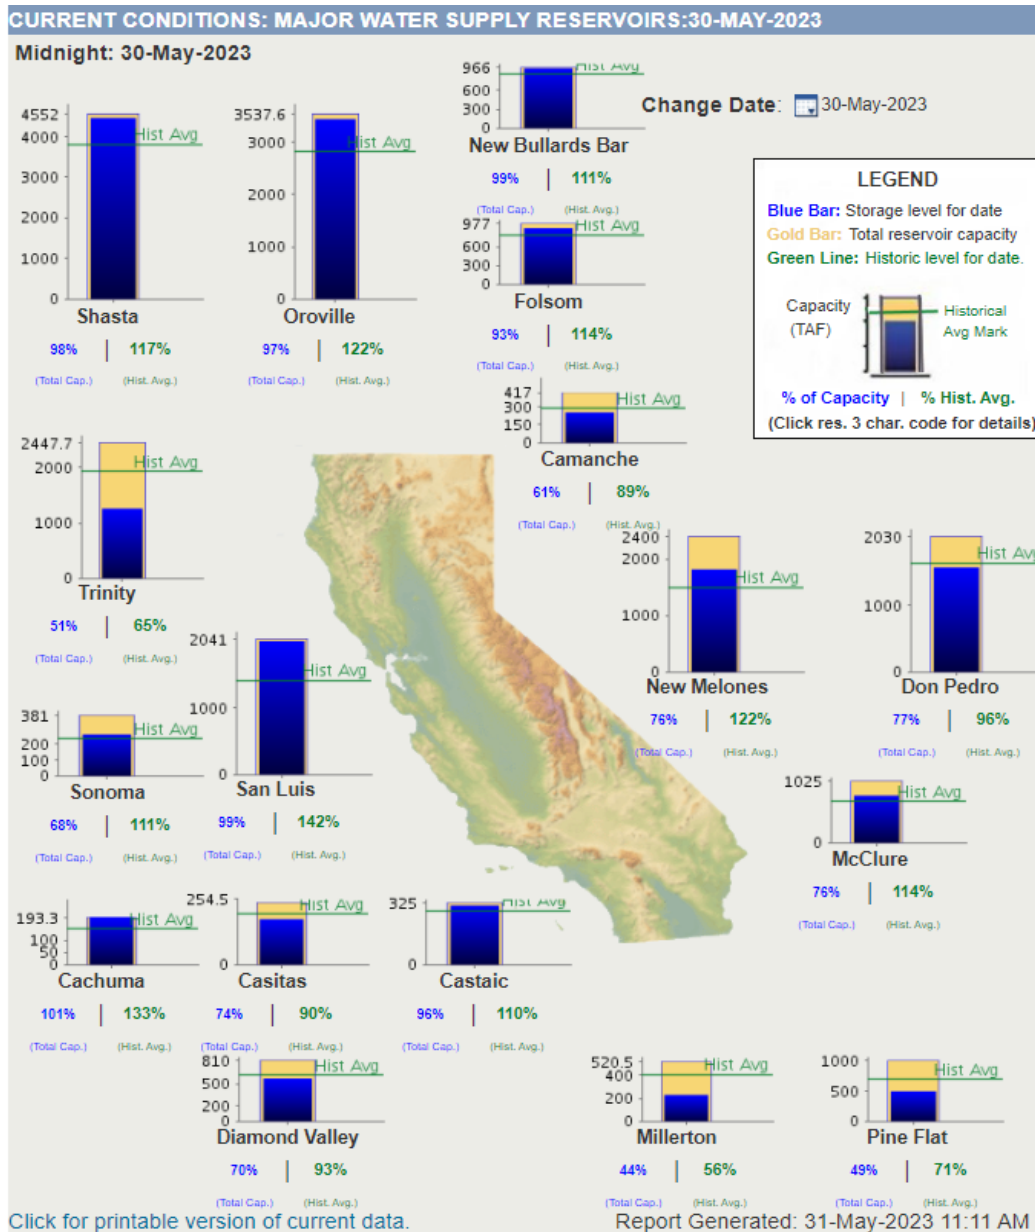 CURRENT CONDITIONS: MAJOR WATER SUPPLY RESERVOIRS:30-MAY-2023
Midnight: 30-May-2023
Change Date: 30-May-2023
4552
4000
3000
2000
1000
0
Hist Avg
Shasta
98% | 117%
(Total Cap.) (Hist. Avg.)
3537.6
3000
2000
1000
0
Hist Avg
Oroville
97% | 122%
(Total Cap.) (Hist. Avg.)
966
600
300
0
Hist Avg
New Bullards Bar
99% | 111%
(Total Cap.) (Hist. Avg.)
977
600
300
0
Hist Avg
Folsom
93% | 114%
(Total Cap.) (Hist. Avg.)
LEGEND
Blue Bar: Storage level for date
Gold Bar: Total reservoir capacity
Green Line: Historic level for date.
Capacity
(TAF)
Historical
Avg Mark
% of Capacity | % Hist. Avg.
(Click res. 3 char. code for details)
417
300
150
0
Hist Avg
Camanche
61% | 89%
(Total Cap.) (Hist. Avg.)
2447.7
2000
1000
0
Hist Avg
Trinity
51% | 65%
(Total Cap.) (Hist. Avg.)
2400
2000
1000
0
Hist Avg
New Melones
76% | 122%
(Total Cap.) (Hist. Avg.)
2030
1000
0
Hist Avg
Don Pedro
77% | 96%
(Total Cap.) (Hist. Avg.)
381
200
100
0
Hist Avg
Sonoma
68% | 111%
(Total Cap.) (Hist. Avg.)
2041
1000
0
Hist Avg
San Luis
99% | 142%
(Total Cap.) (Hist. Avg.)
1025
0
Hist Avg
McClure
76% | 114%
(Total Cap.) (Hist. Avg.)
193.3
100
50
0
Hist Avg
Cachuma
101% | 133%
(Total Cap.) (Hist. Avg.)
254.5
0
Hist Avg
Casitas
74% | 90%
(Total Cap.) (Hist. Avg.)
325
0
Hist Avg
Castaic
96% | 110%
(Total Cap.) (Hist. Avg.)
810
500
200
0
Hist Avg
Diamond Valley
70% | 93%
(Total Cap.) (Hist. Avg.)
520.5
400
200
0
Hist Avg
Millerton
44% | 56%
(Total Cap.) (Hist. Avg.)
1000
500
0
Hist Avg
Pine Flat
49% | 71%
(Total Cap.) (Hist. Avg.)
Click for printable version of current data.
Report Generated: 31-May-2023 11:11 AM